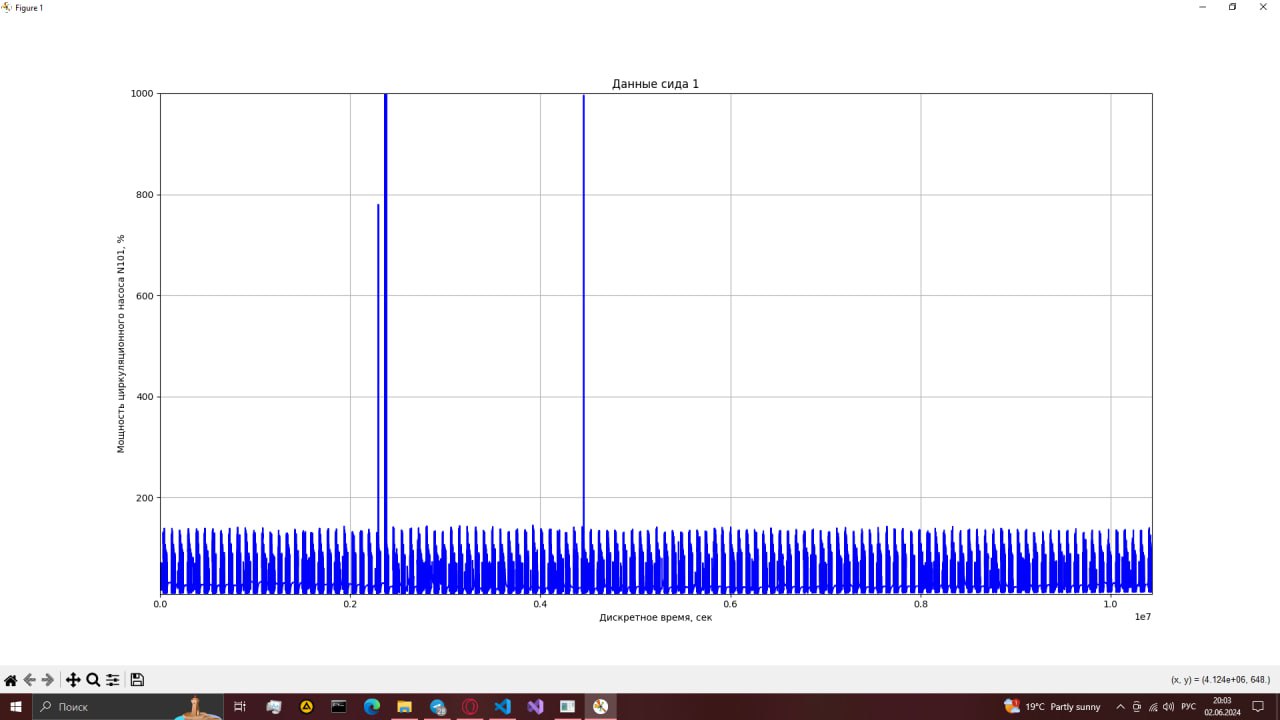 Figure 1
Данные сида 1
1000
800
600
400
200
Мощность циркуляционного насоса N101, %
0.0
0.2
0.4
0.6
0.8
1.0
1e7
Дискретное время, сек
(x, y) = (4.124e+06, 648.)
Поиск
19°C Partly sunny
РУС
20:03
02.06.2024